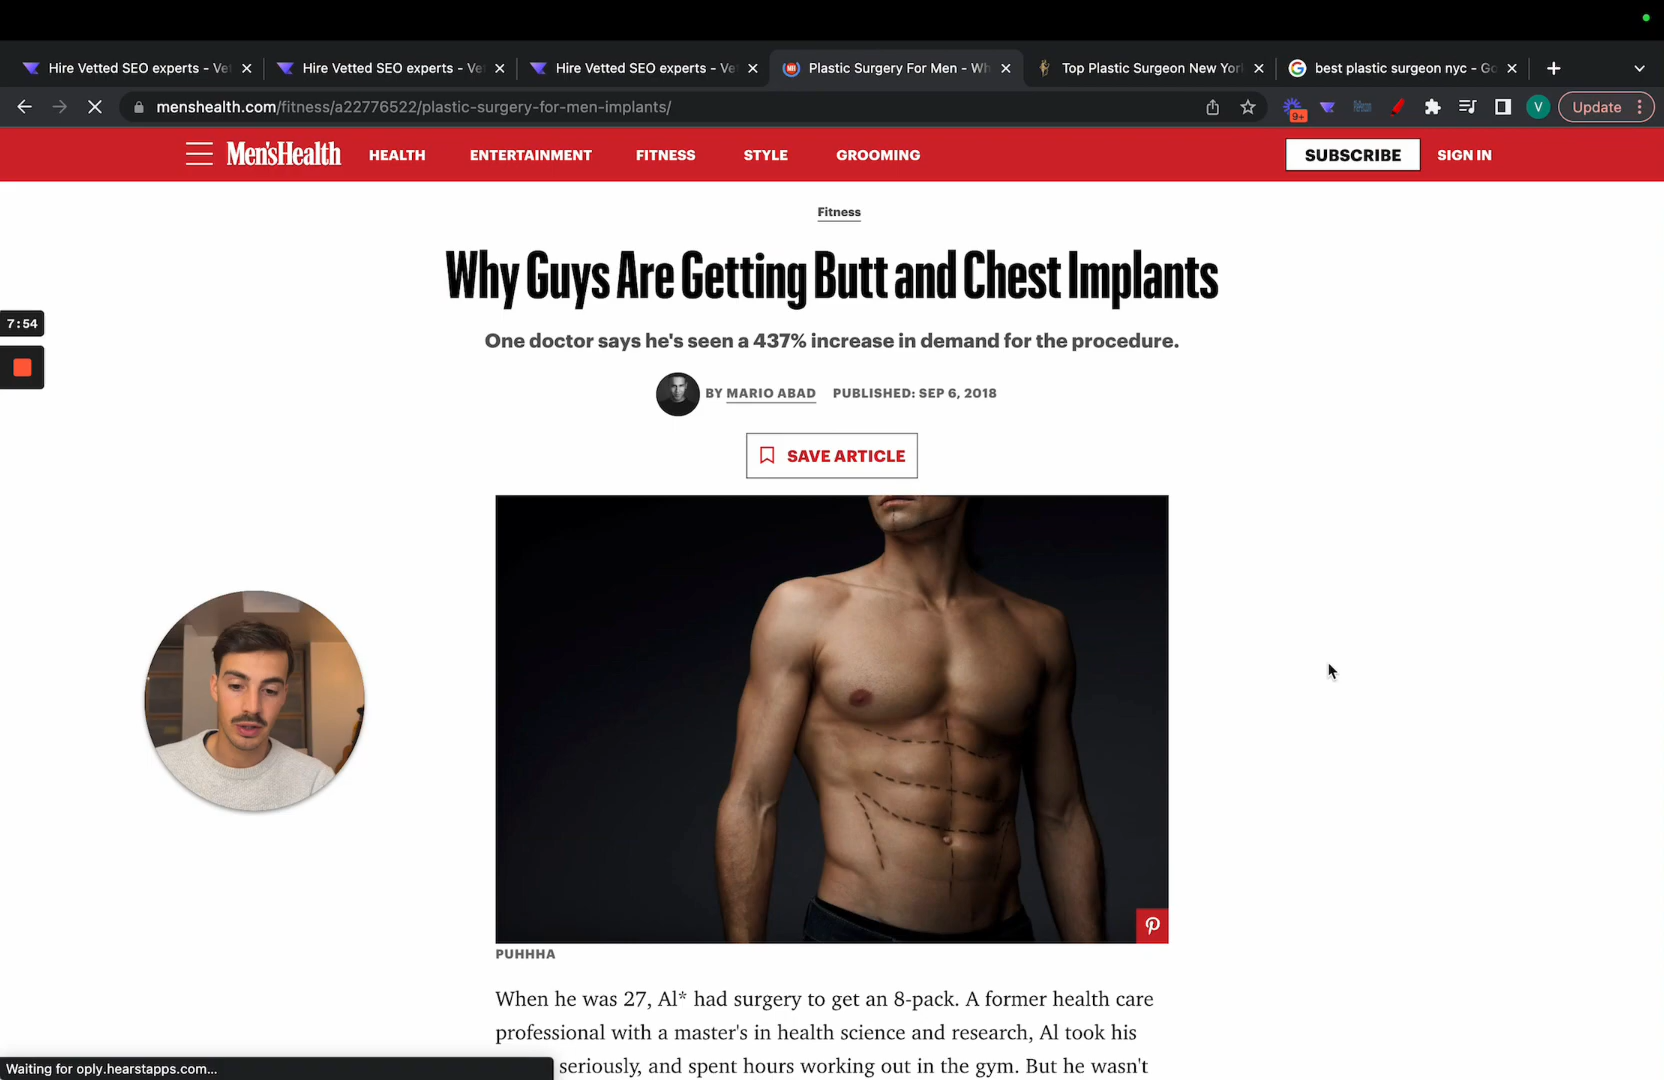 Hire Vetted SEO experts - Ve
Hire Vetted SEO experts - Ve
Hire Vetted SEO experts - Ve
Plastic Surgery For Men - Wh
Top Plastic Surgeon New Yor
best plastic surgeon nyc - Go
menshealth.com/fitness/a22776522/plastic-surgery-for-men-implants/
9+
V
Update
Men'sHealth
HEALTH
ENTERTAINMENT
FITNESS
STYLE
GROOMING
SUBSCRIBE
SIGN IN
Fitness
Why Guys Are Getting Butt and Chest Implants
7:54
One doctor says he's seen a 437% increase in demand for the procedure.
BY MARIO ABAD PUBLISHED: SEP 6, 2018
SAVE ARTICLE
PUHHHA
When he was 27, Al* had surgery to get an 8-pack. A former health care
professional with a master's in health science and research, Al took his
seriously, and spent hours working out in the gym. But he wasn't
Waiting for oply.hearstapps.com...